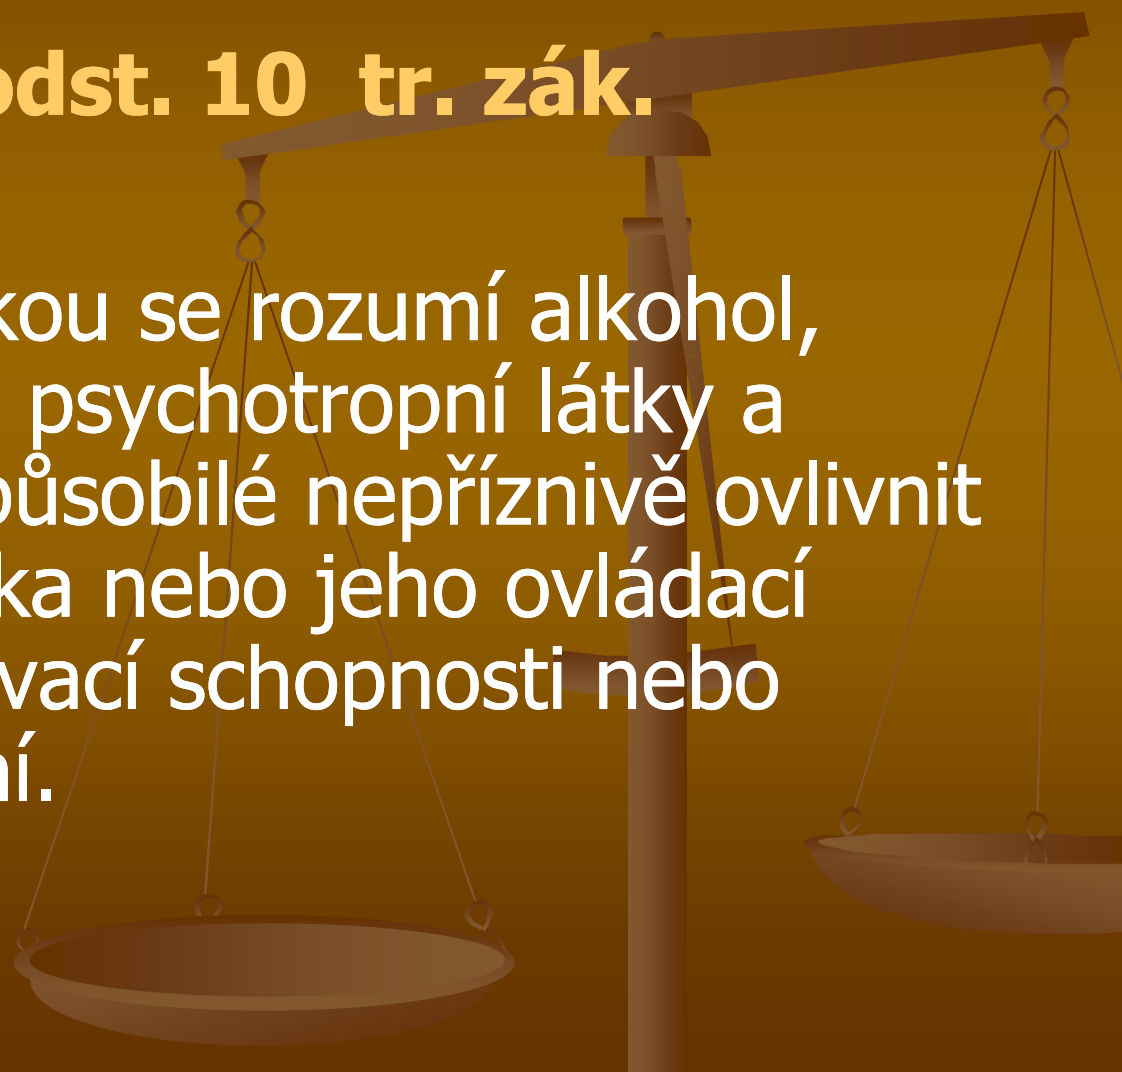 odst. 10 tr. zák.
kou se rozumí alkohol,
psychotropní látky a
působilé nepříznivě ovlivnit
ka nebo jeho ovládací
vací schopnosti nebo
ní.